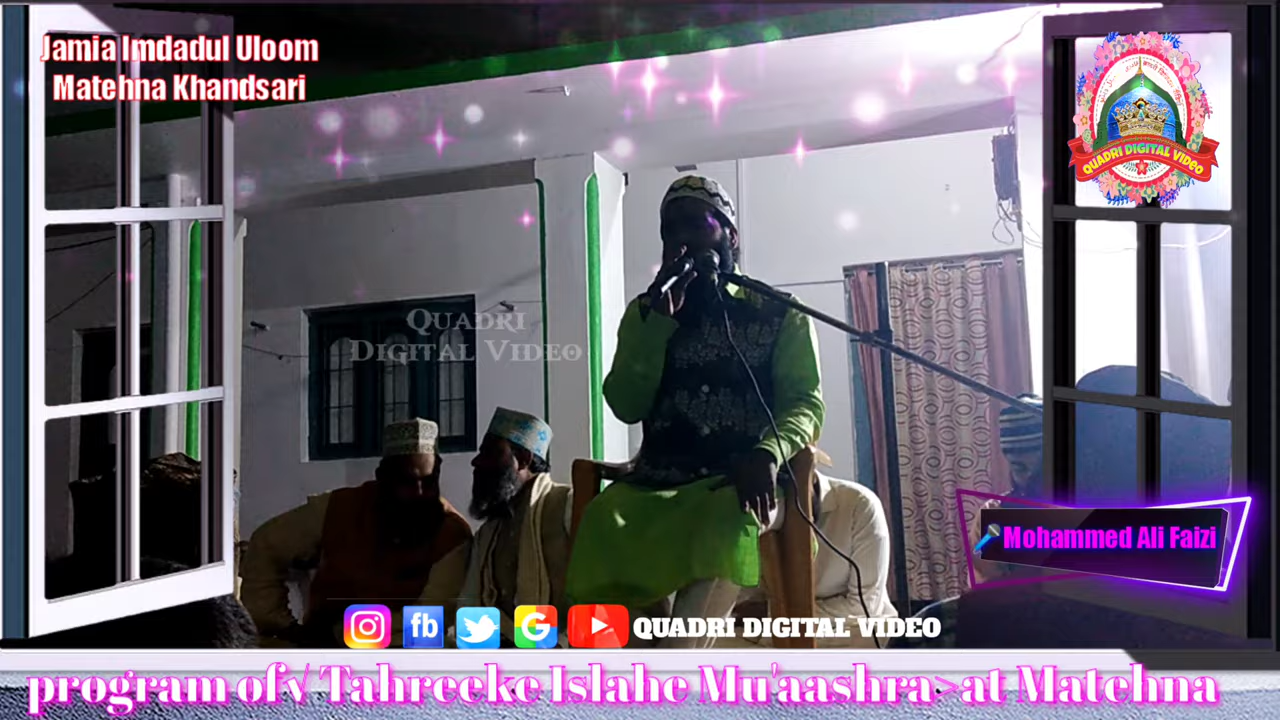 Jamia Imdadul Uloom
Matehna Khandsari
QUADRI DIGITAL VIDEO
QUADRI
DIGITAL VIDEO
Mohammed Ali Faizi
fb
G
QUADRI DIGITAL VIDEO
program of√ Tahreeke Islahe Mu'aashra>at Matehna